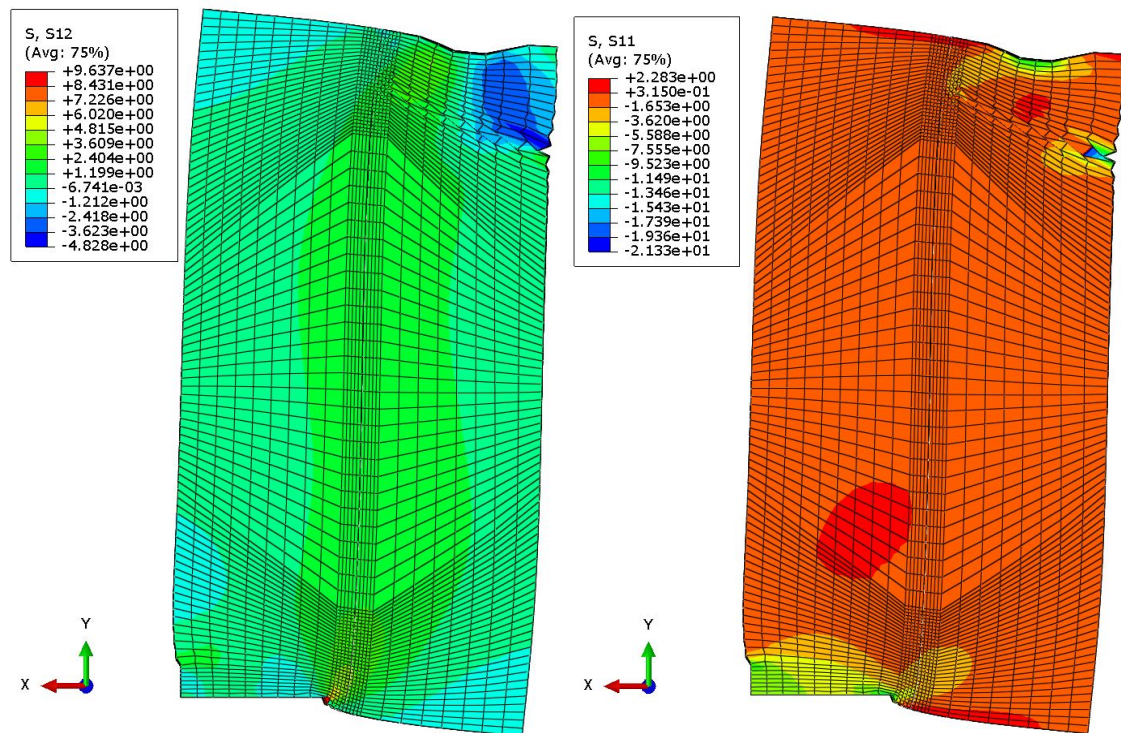 S, S12
(Avg: 75%)
+9.637e+00
+8.431e+00
+7.226e+00
+6.020e+00
+4.815e+00
+3.609e+00
+2.404e+00
+1.199e+00
-6.741e-03
-1.212e+00
-2.418e+00
-3.623e+00
-4.828e+00
Y
X
S, S11
(Avg: 75%)
+2.283e+00
+3.150e-01
-1.653e+00
-3.620e+00
-5.588e+00
-7.555e+00
-9.523e+00
-1.149e+01
-1.346e+01
-1.543e+01
-1.739e+01
-1.936e+01
-2.133e+01
Y
X